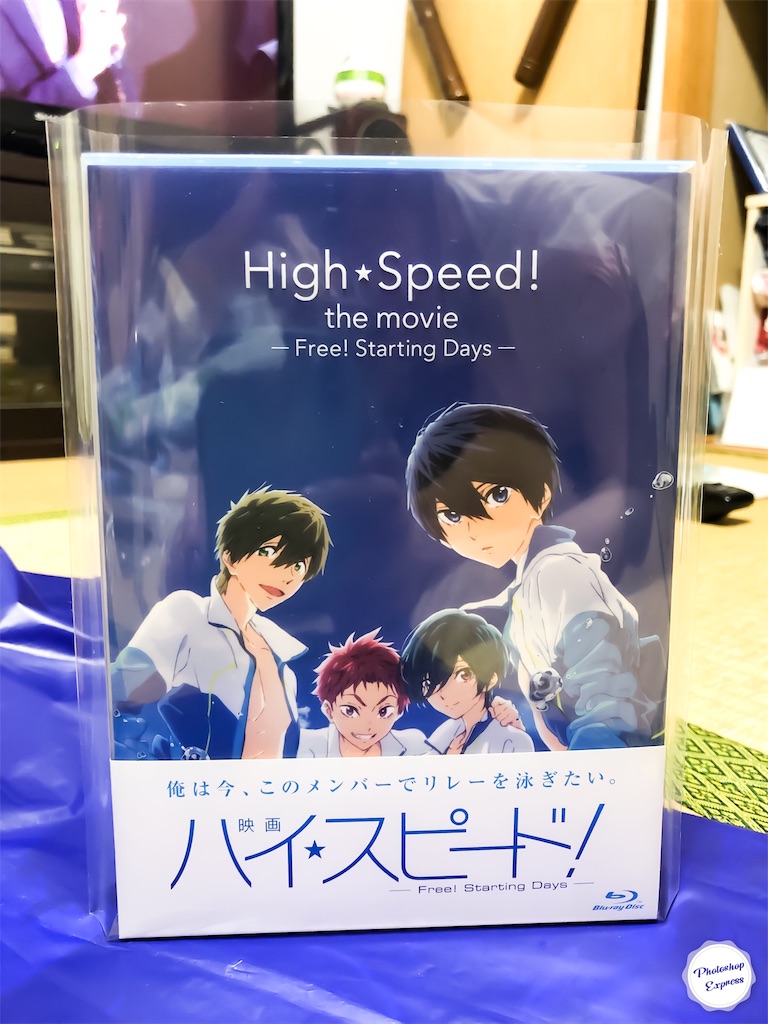 High★Speed!
the movie
— Free! Starting Days —
俺は今、このメンバーでリレーを泳ぎたい。
映画
ハイ★スピード!
— Free! Starting Days —
Blu-ray Disc
Photoshop
Express